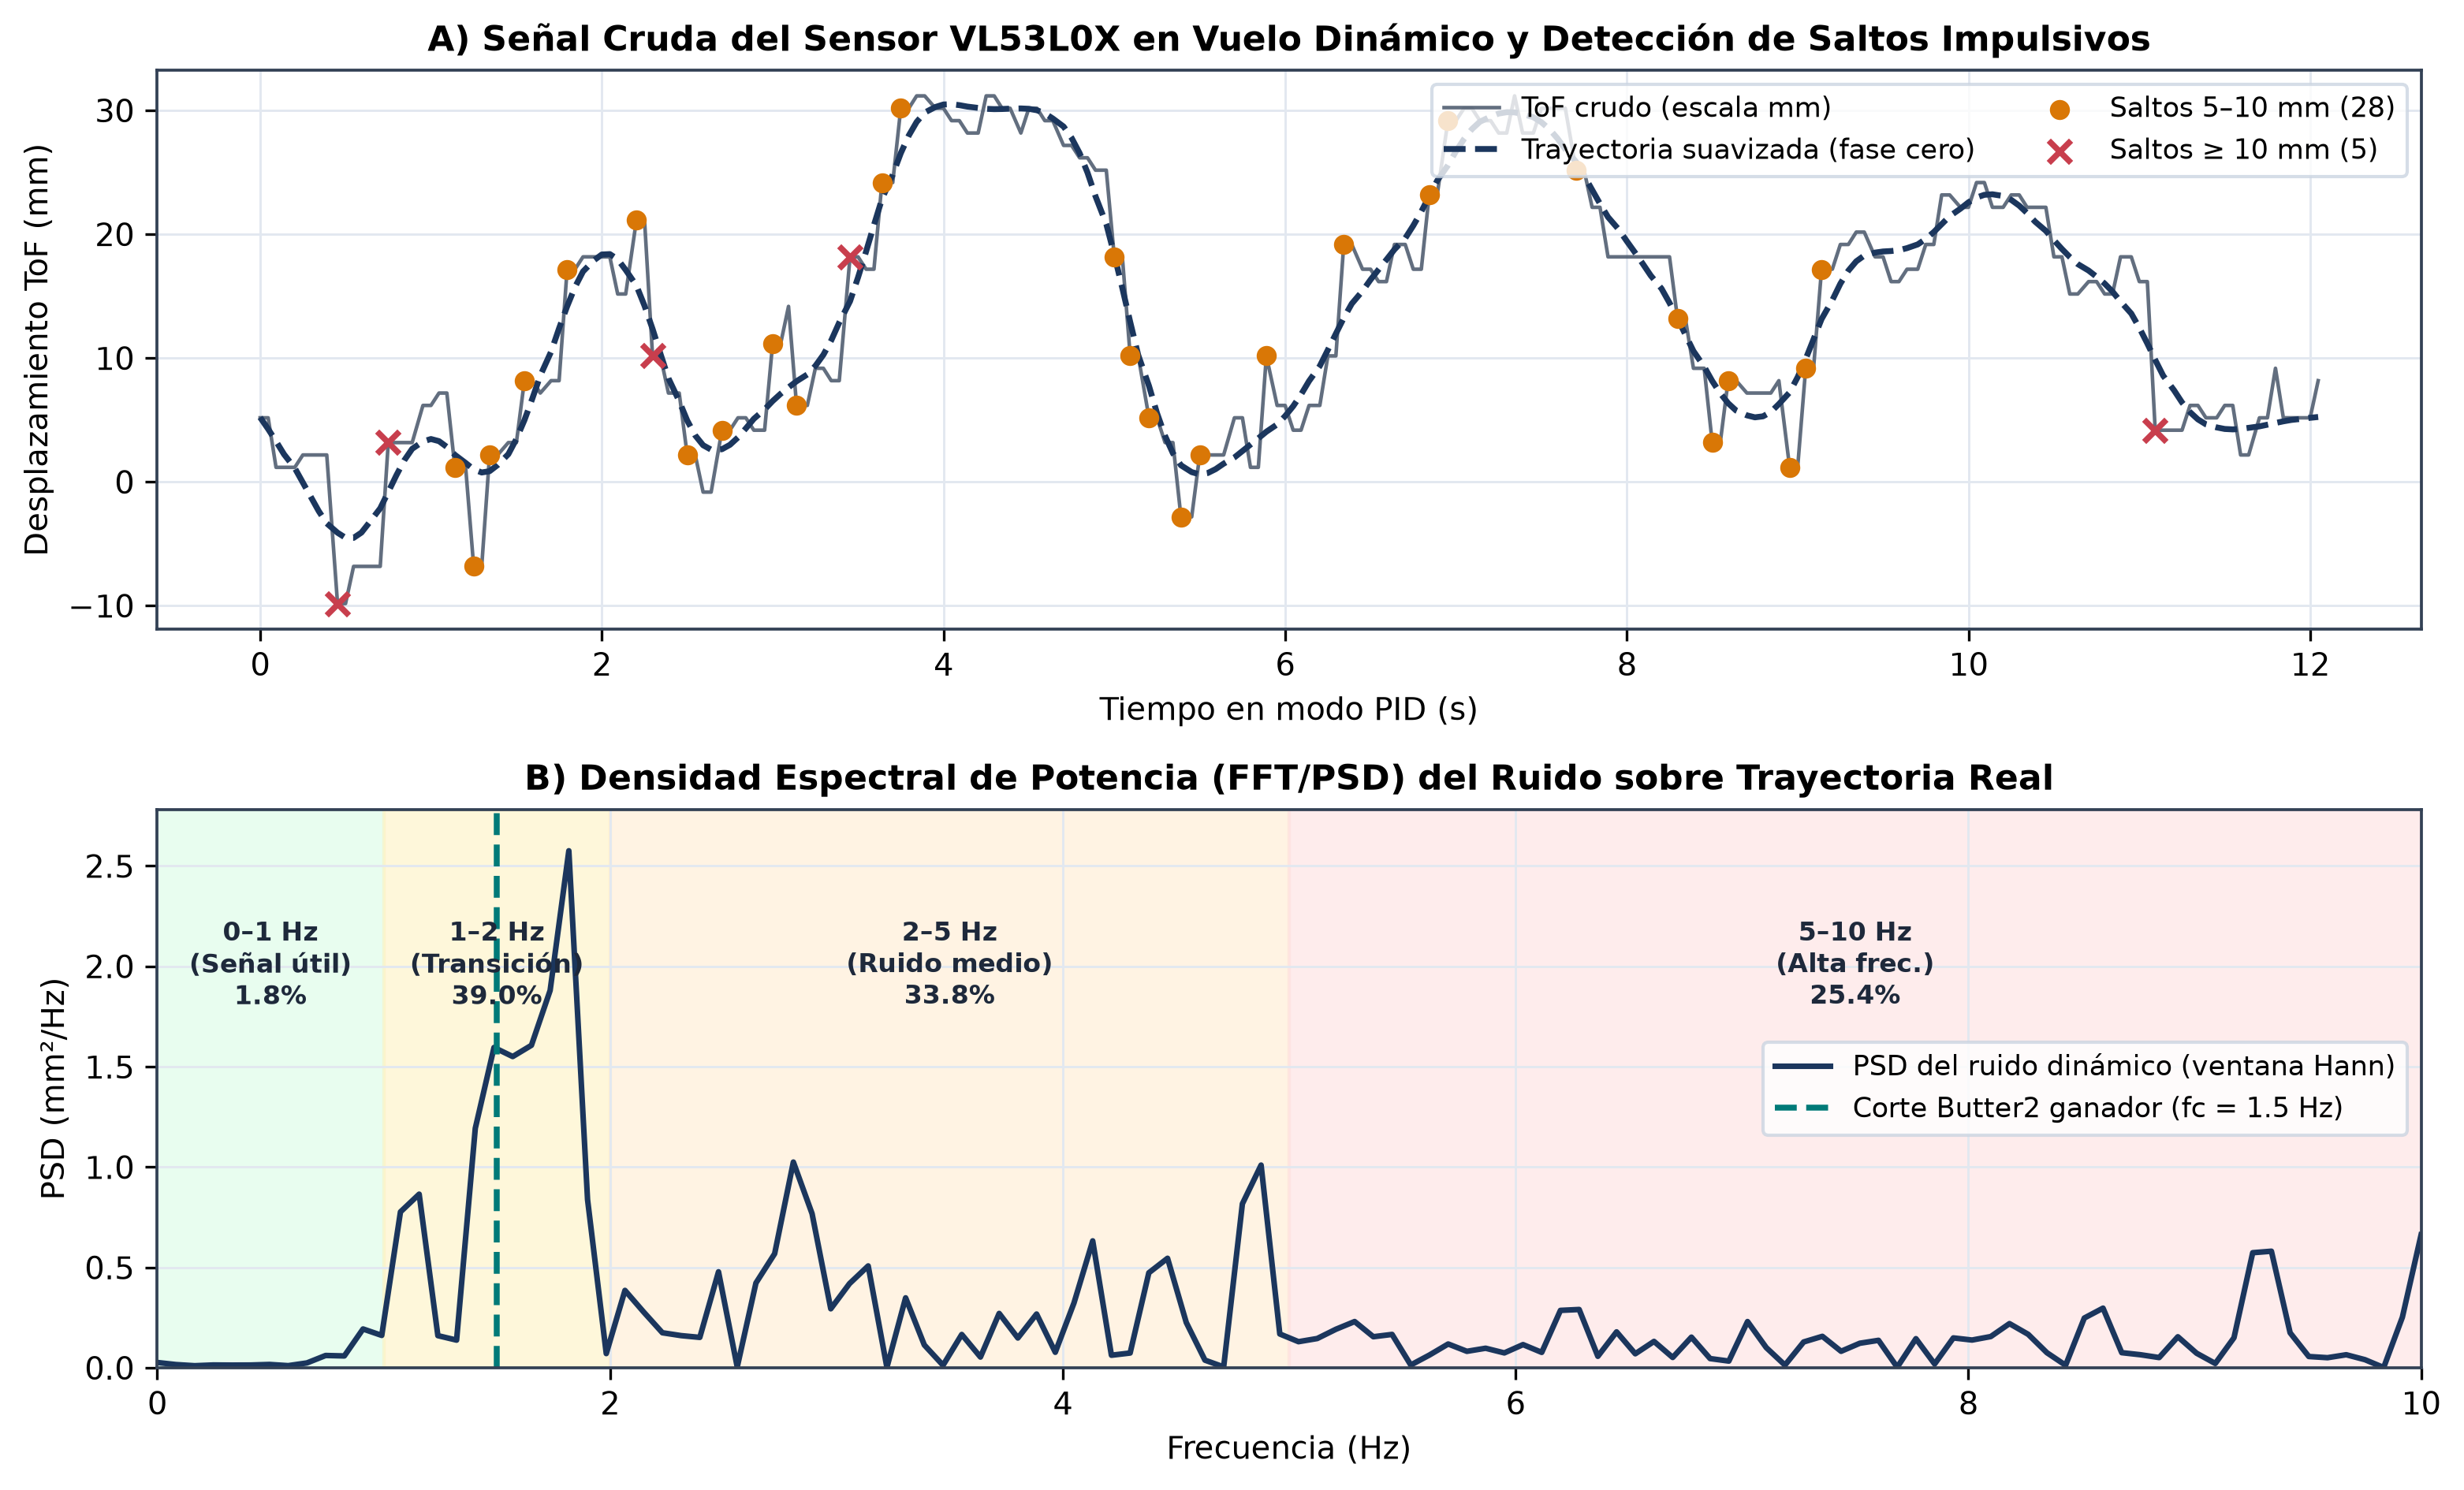 A) Señal Cruda del Sensor VL53L0X en Vuelo Dinámico y Detección de Saltos Impulsivos
Desplazamiento ToF (mm)
30
20
10
0
−10
ToF crudo (escala mm)
Trayectoria suavizada (fase cero)
Saltos 5–10 mm (28)
Saltos ≥ 10 mm (5)
0 2 4 6 8 10 12
Tiempo en modo PID (s)
B) Densidad Espectral de Potencia (FFT/PSD) del Ruido sobre Trayectoria Real
PSD (mm²/Hz)
2.5
2.0
1.5
1.0
0.5
0.0
0–1 Hz
(Señal útil)
1.8%
1–2 Hz
(Transición)
39.0%
2–5 Hz
(Ruido medio)
33.8%
5–10 Hz
(Alta frec.)
25.4%
PSD del ruido dinámico (ventana Hann)
Corte Butter2 ganador (fc = 1.5 Hz)
0 2 4 6 8 10
Frecuencia (Hz)